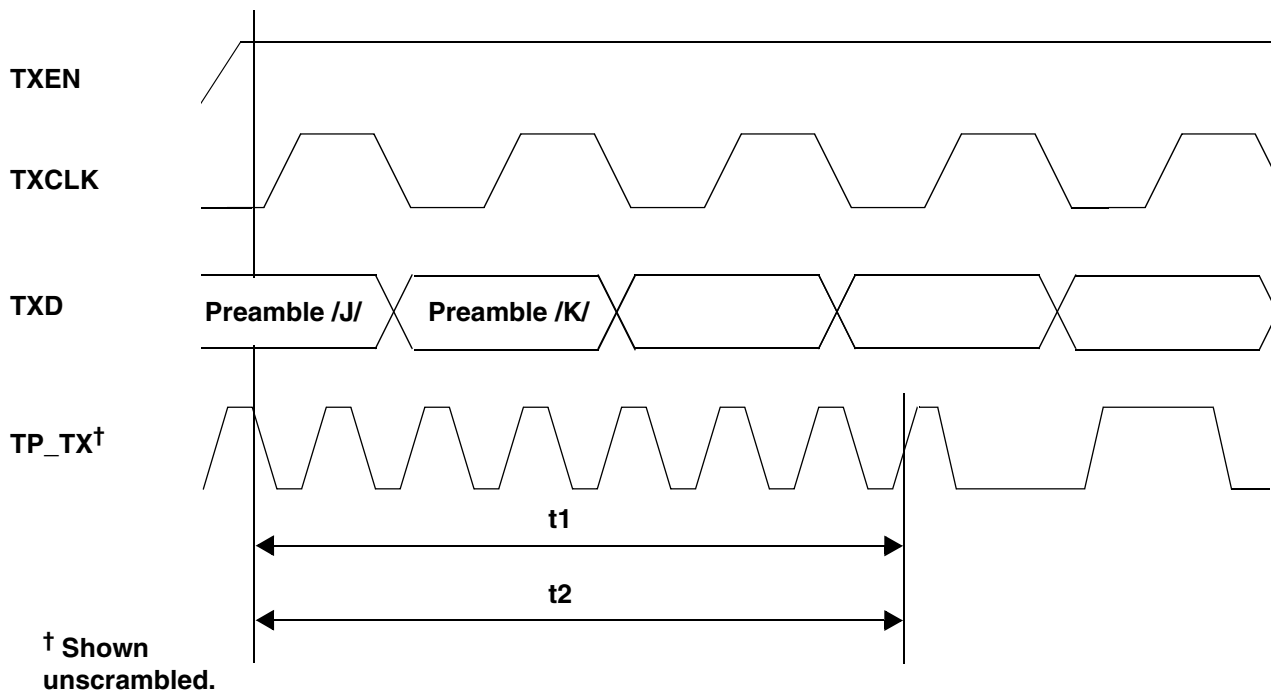 TXEN
TXCLK
TXD
Preamble /J/
Preamble /K/
TP_TX†
t1
t2
† Shown
unscrambled.